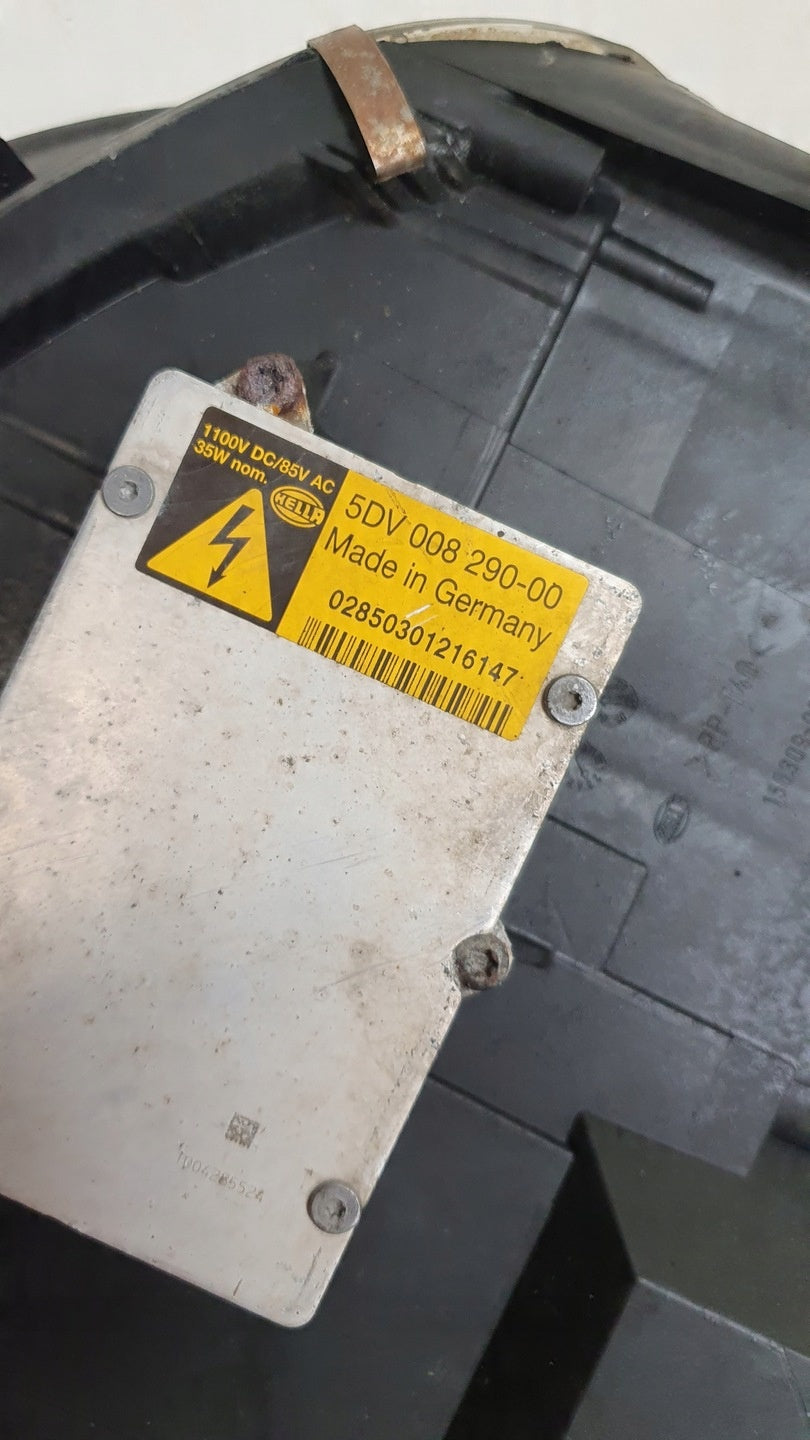 1100V DC/85V AC
35W nom.
HELLA
5DV 008 290-00
Made in Germany
02850301216147